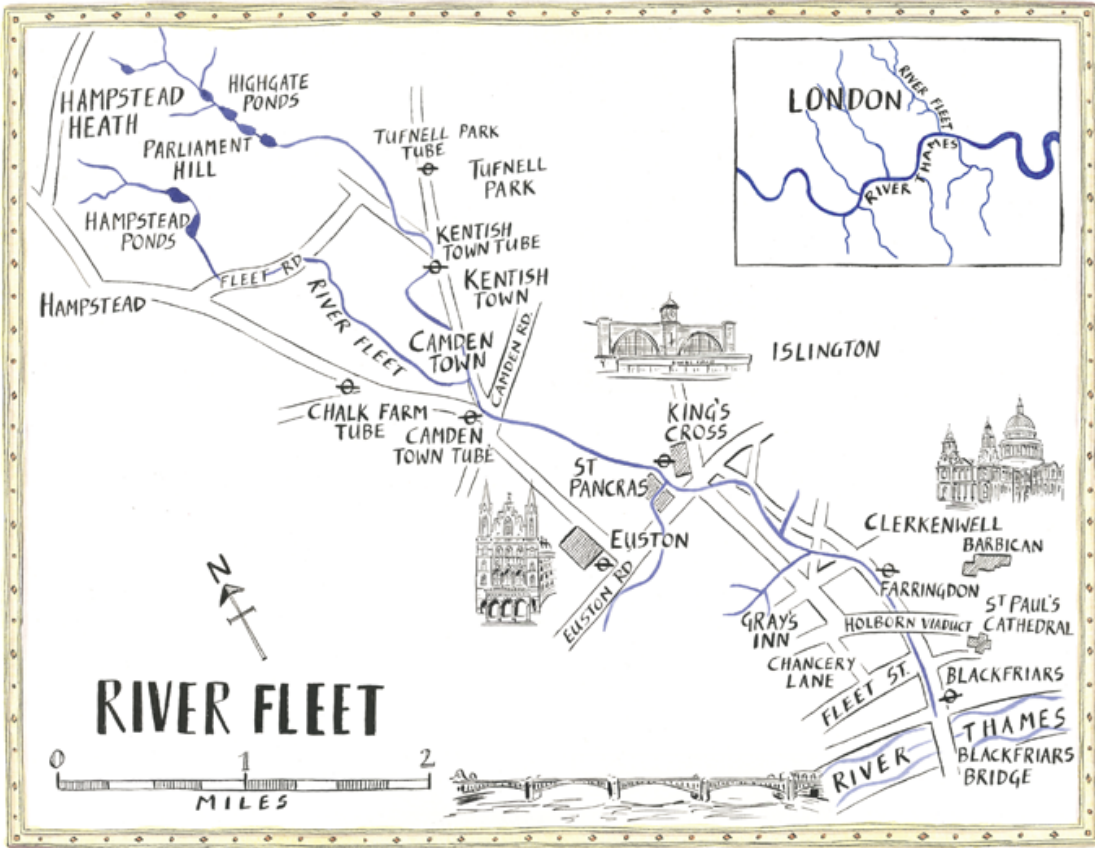 HAMPSTEAD
HEATH
HIGHGATE
PONDS
PARLIAMENT
HILL
HAMPSTEAD
PONDS
TUFNELL PARK
TUBE
TUFNELL
PARK
LONDON
RIVER FLEET
RIVER THAMES
KENTISH
TOWN TUBE
KENTISH
TOWN
FLEET RD
HAMPSTEAD
RIVER FLEET
CAMDEN
TOWN
CAMDEN RD.
CHALK FARM
TUBE
CAMDEN
TOWN TUBE
ISLINGTON
KING'S
CROSS
ST
PANCRAS
EUSTON
EUSTON RD
CLERKENWELL
BARBICAN
FARRINGDON
ST PAUL'S
CATHEDRAL
GRAY'S
INN
HOLBORN VIADUCT
CHANCERY
LANE
FLEET ST.
BLACKFRIARS
RIVER THAMES
BLACKFRIARS
BRIDGE
N
RIVER FLEET
0 1 2
MILES